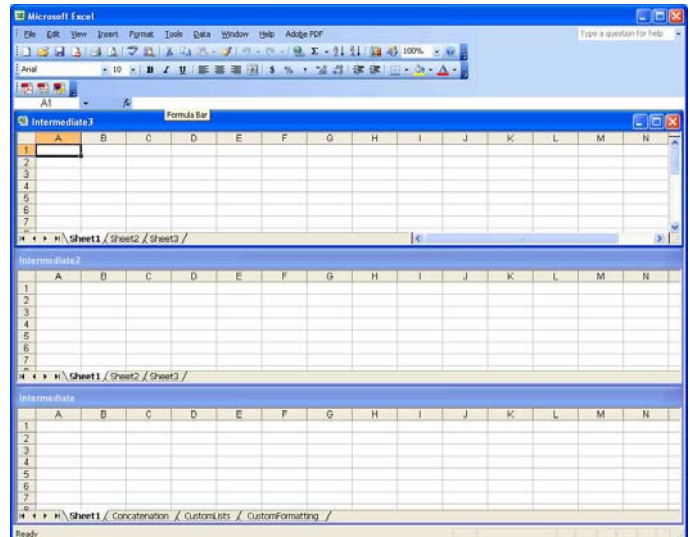 Microsoft Excel
File Edit View Insert Format Tools Data Window Help Adobe PDF Type a question for help
100%
Arial 10 B I U $ % ,
A1 fx
Formula Bar
Intermediate3
A B C D E F G H I J K L M N
1
2
3
4
5
6
7
Sheet1 Sheet2 Sheet3
Intermediate2
A B C D E F G H I J K L M N
1
2
3
4
5
6
7
Sheet1 Sheet2 Sheet3
Intermediate
A B C D E F G H I J K L M N
1
2
3
4
5
6
7
Sheet1 Concatenation CustomLists CustomFormatting
Ready